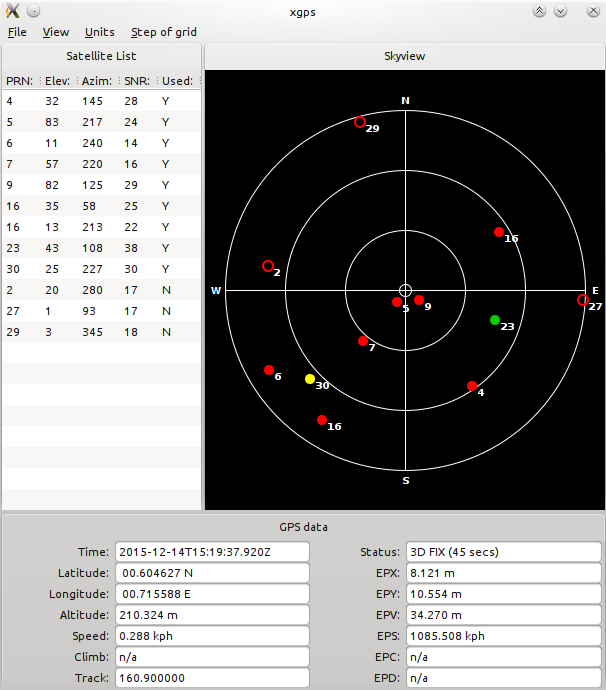 xgps
File View Units Step of grid
Satellite List
PRN: Elev: Azim: SNR: Used:
4 32 145 28 Y
5 83 217 24 Y
6 11 240 14 Y
7 57 220 16 Y
9 82 125 29 Y
16 35 58 25 Y
16 13 213 22 Y
23 43 108 38 Y
30 25 227 30 Y
2 20 280 17 N
27 1 93 17 N
29 3 345 18 N
Skyview
N
29
16
2
W
E
27
5
9
23
7
6
30
4
16
S
GPS data
Time: 2015-12-14T15:19:37.920Z
Latitude: 00.604627 N
Longitude: 00.715588 E
Altitude: 210.324 m
Speed: 0.288 kph
Climb: n/a
Track: 160.900000
Status: 3D FIX (45 secs)
EPX: 8.121 m
EPY: 10.554 m
EPV: 34.270 m
EPS: 1085.508 kph
EPC: n/a
EPD: n/a